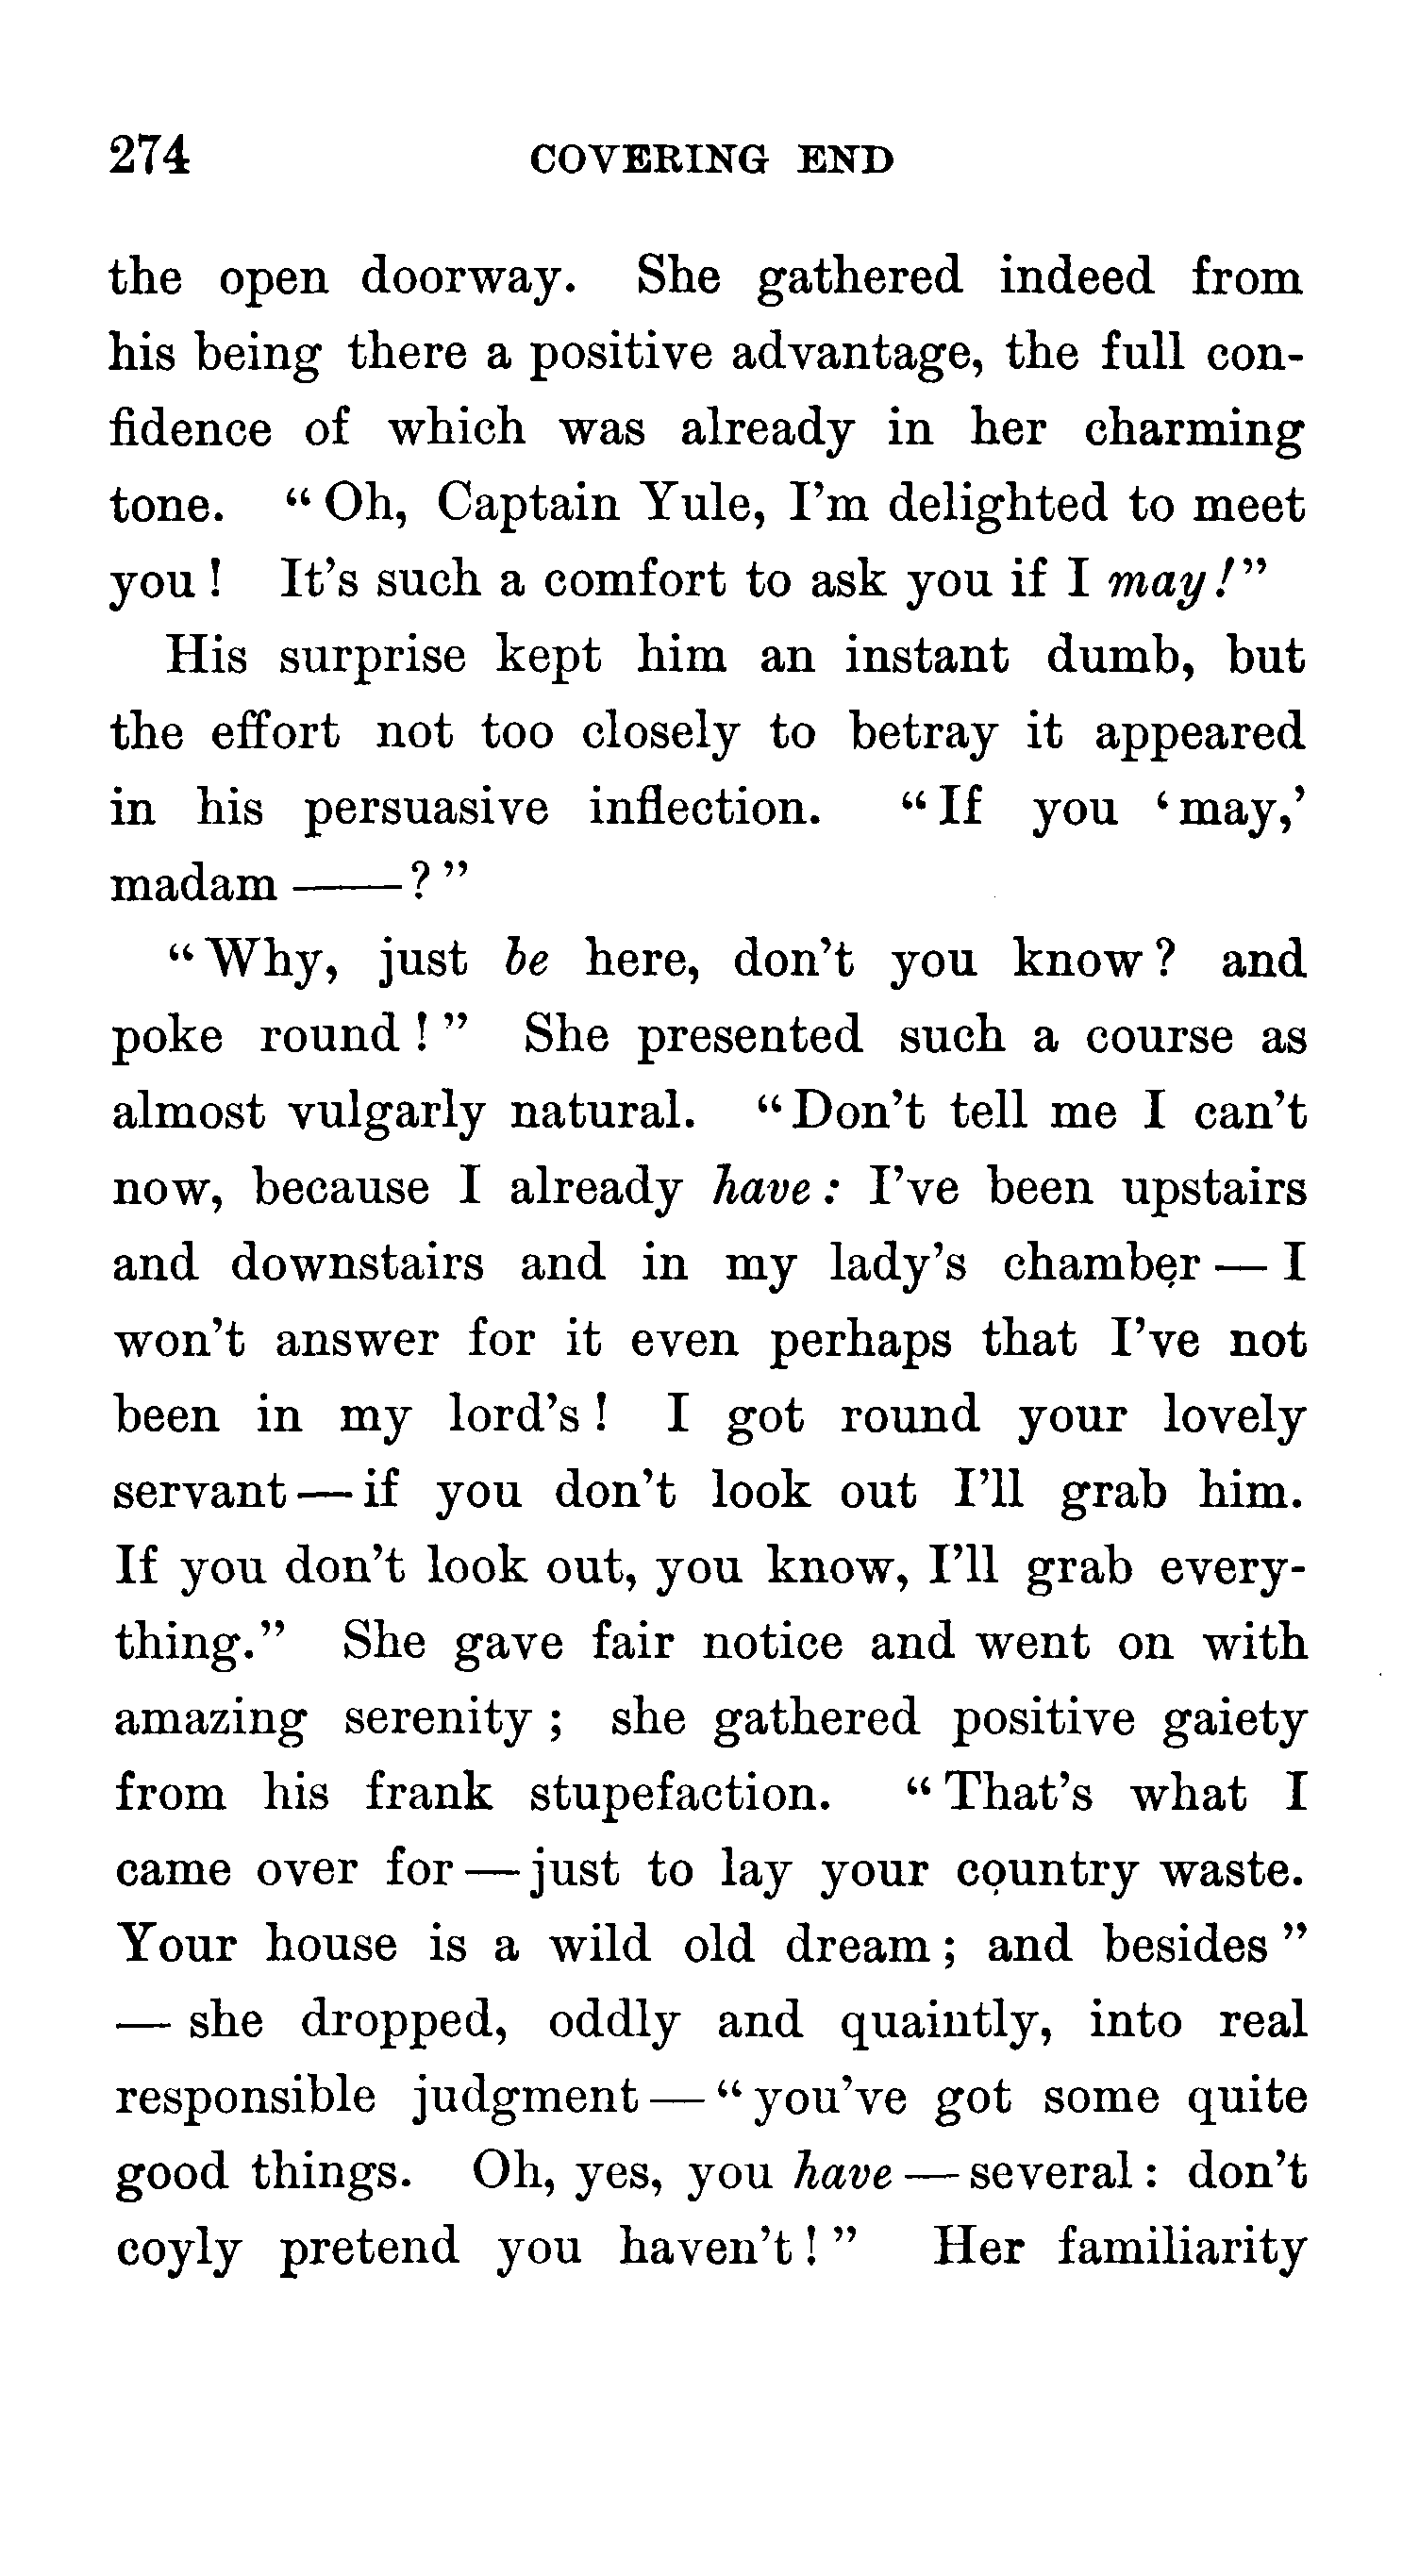 274 COVERING END
the open doorway. She gathered indeed from
his being there a positive advantage, the full con-
fidence of which was already in her charming
tone. “Oh, Captain Yule, I’m delighted to meet
you! It’s such a comfort to ask you if I may!”
His surprise kept him an instant dumb, but
the effort not too closely to betray it appeared
in his persuasive inflection. “If you ‘may,’
madam ——?”
“Why, just be here, don’t you know? and
poke round!” She presented such a course as
almost vulgarly natural. “Don’t tell me I can’t
now, because I already have: I’ve been upstairs
and downstairs and in my lady’s chamber — I
won’t answer for it even perhaps that I’ve not
been in my lord’s! I got round your lovely
servant — if you don’t look out I’ll grab him.
If you don’t look out, you know, I’ll grab every-
thing.” She gave fair notice and went on with
amazing serenity; she gathered positive gaiety
from his frank stupefaction. “That’s what I
came over for — just to lay your country waste.
Your house is a wild old dream; and besides”
— she dropped, oddly and quaintly, into real
responsible judgment — “you’ve got some quite
good things. Oh, yes, you have — several: don’t
coyly pretend you haven’t!” Her familiarity